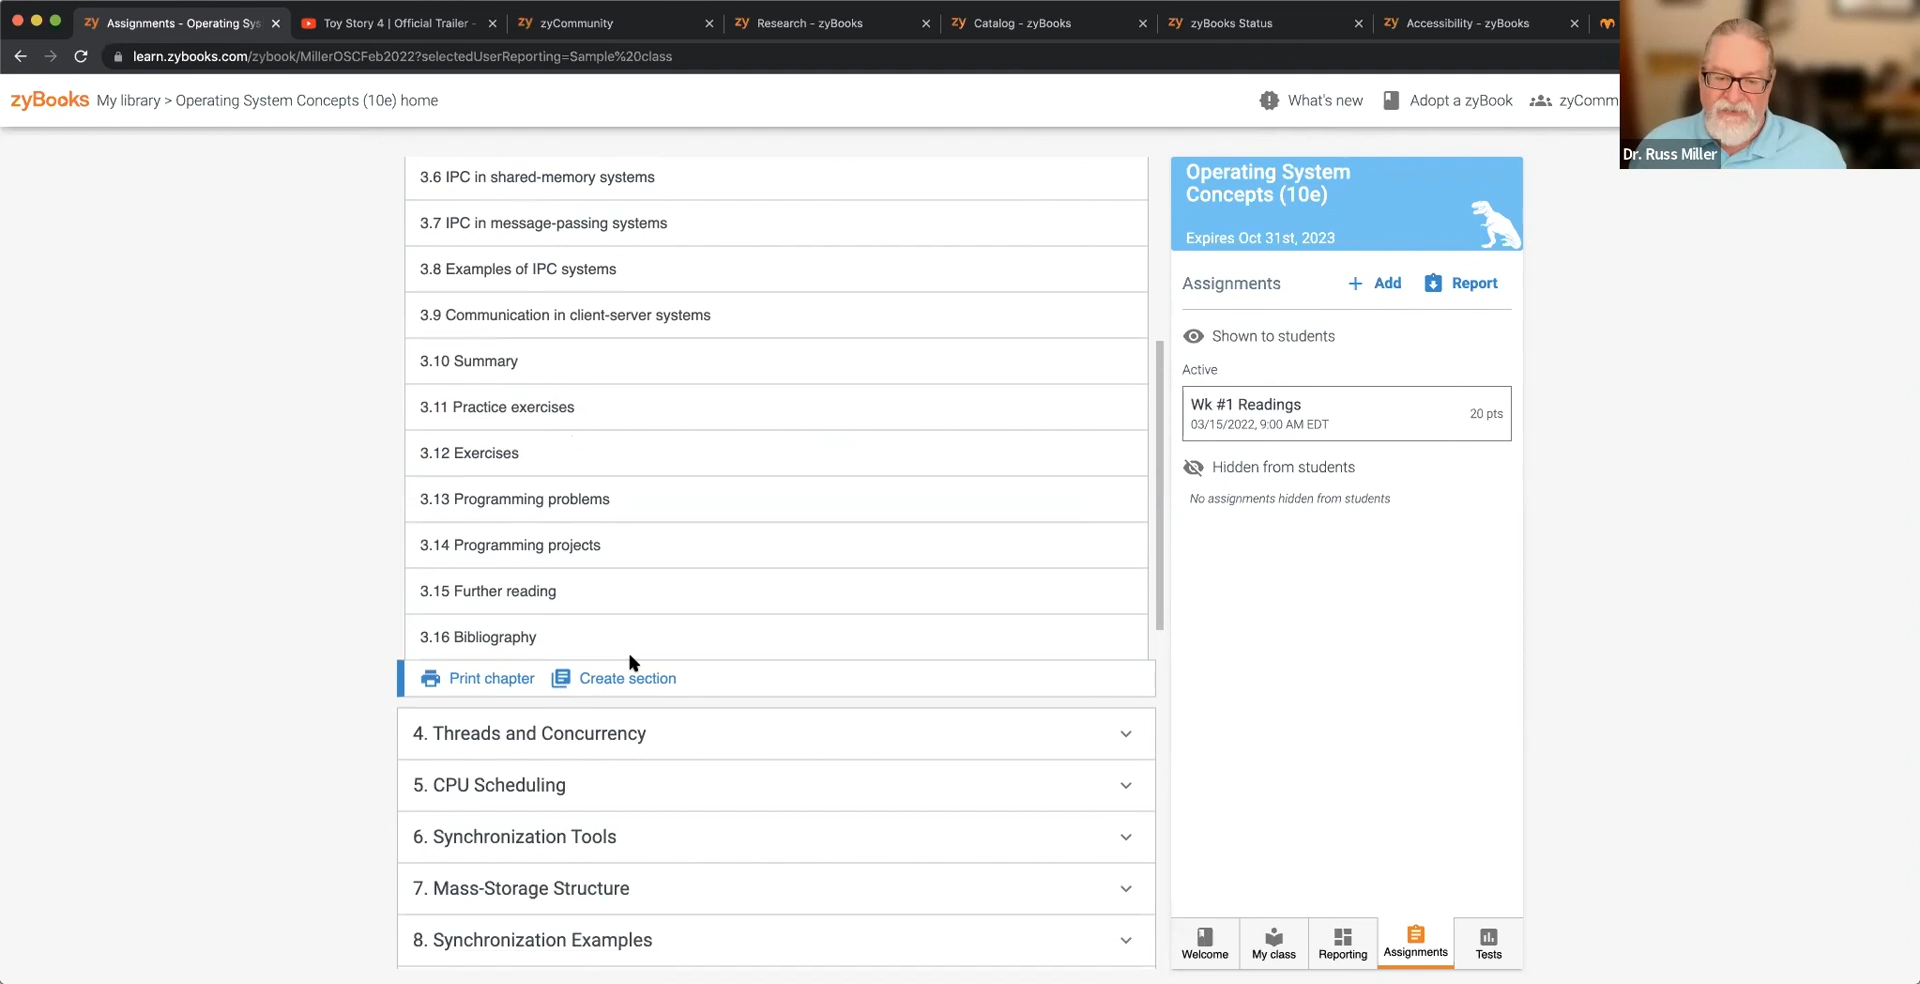 Assignments - Operating Sys
Toy Story 4 | Official Trailer -
zy zyCommunity
zy Research - zyBooks
zy Catalog - zyBooks
zy zyBooks Status
zy Accessibility - zyBooks
learn.zybooks.com/zybook/MillerOSCFeb2022?selectedUserReporting=Sample%20class
zyBooks My library > Operating System Concepts (10e) home
What's new
Adopt a zyBook
zyComm
Dr. Russ Miller
3.6 IPC in shared-memory systems
3.7 IPC in message-passing systems
3.8 Examples of IPC systems
3.9 Communication in client-server systems
3.10 Summary
3.11 Practice exercises
3.12 Exercises
3.13 Programming problems
3.14 Programming projects
3.15 Further reading
3.16 Bibliography
Print chapter
Create section
4. Threads and Concurrency
5. CPU Scheduling
6. Synchronization Tools
7. Mass-Storage Structure
8. Synchronization Examples
Operating System
Concepts (10e)
Expires Oct 31st, 2023
Assignments
+ Add
Report
Shown to students
Active
Wk #1 Readings
03/15/2022, 9:00 AM EDT
20 pts
Hidden from students
No assignments hidden from students
Welcome
My class
Reporting
Assignments
Tests